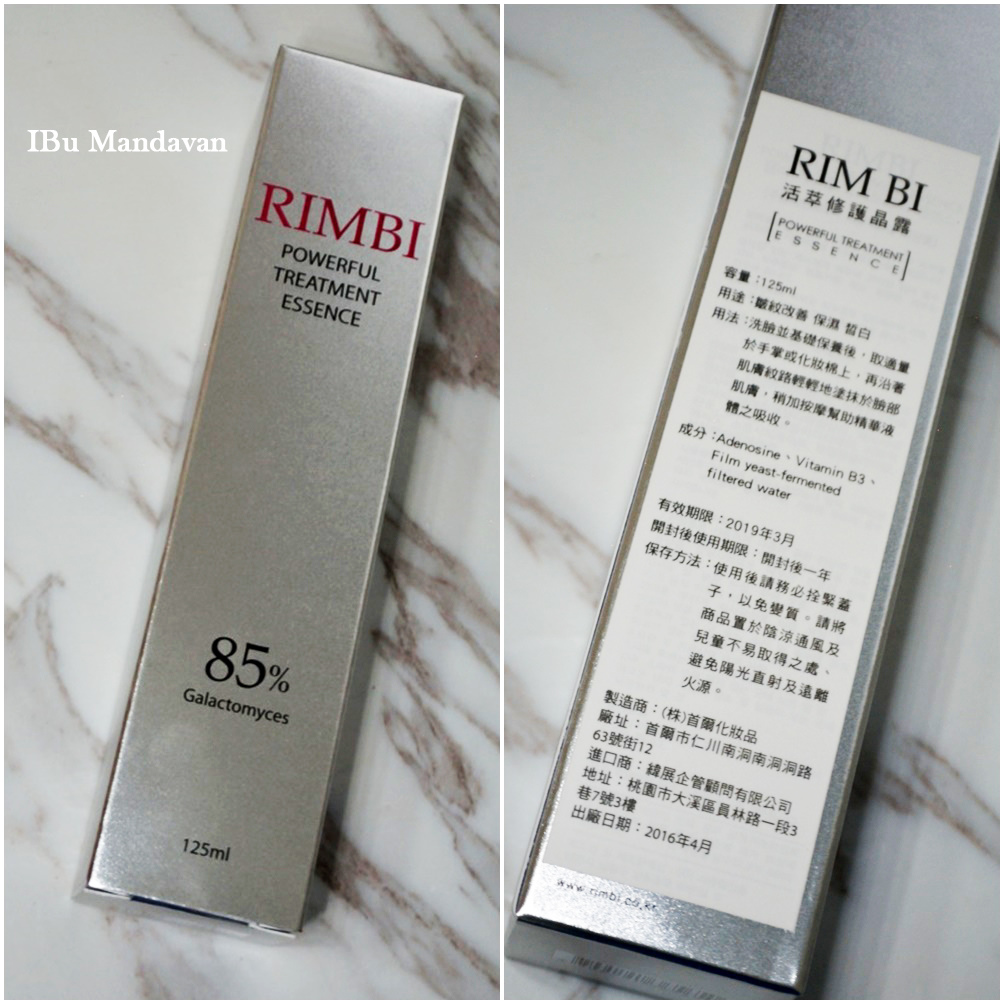 IBu Mandavan
RIMBI
POWERFUL
TREATMENT
ESSENCE
85%
Galactomyces
125ml
RIM BI
活萃修護晶露
POWERFUL TREATMENT
ESSENCE
容量：125ml
用途：皺紋改善 保濕 皙白
用法：洗臉並基礎保養後，取適量
於手掌或化妝棉上，再沿著
肌膚紋路輕輕地塗抹於臉部
肌膚，稍加按摩幫助精華液
體之吸收。
成分：Adenosine、Vitamin B3、
Film yeast-fermented
filtered water
有效期限：2019年3月
開封後使用期限：開封後一年
保存方法：使用後請務必拴緊蓋
子，以免變質。請將
商品置於陰涼通風及
兒童不易取得之處、
避免陽光直射及遠離
火源。
製造商：(株)首爾化妝品
廠址：首爾市仁川南洞南洞洞路
63號街12
進口商：緯展企管顧問有限公司
地址：桃園市大溪區員林路一段3
巷7號3樓
出廠日期：2016年4月
www.rimbi.co.kr